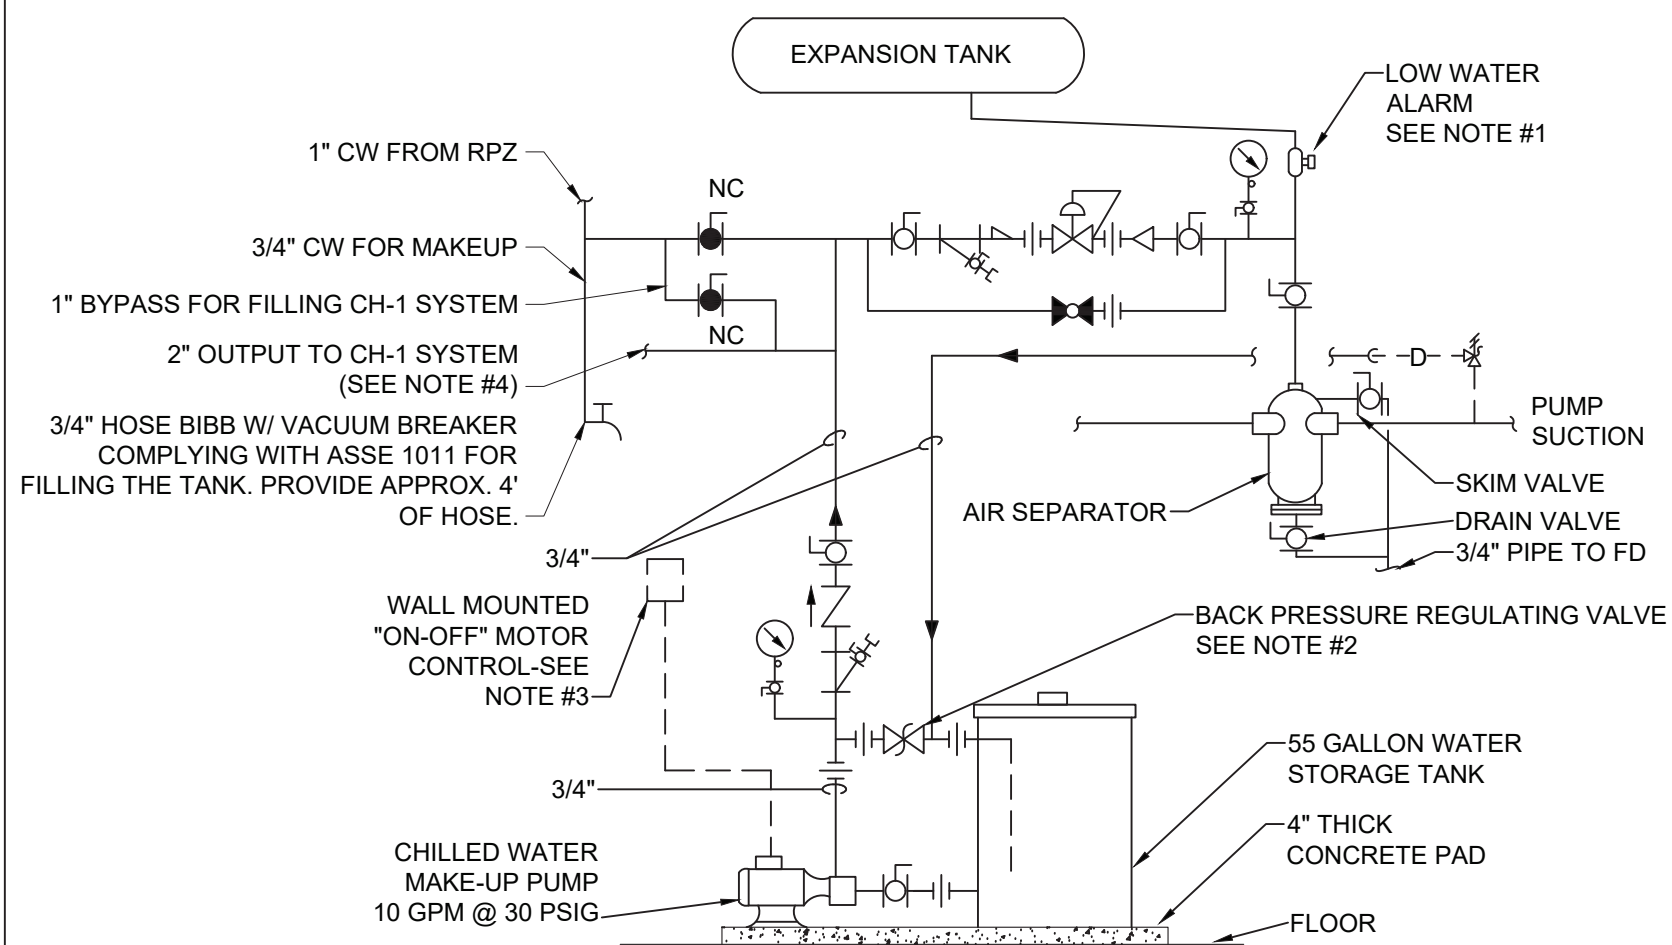 EXPANSION TANK
LOW WATER
ALARM
SEE NOTE #1
1" CW FROM RPZ
NC
3/4" CW FOR MAKEUP
1" BYPASS FOR FILLING CH-1 SYSTEM
NC
2" OUTPUT TO CH-1 SYSTEM
(SEE NOTE #4)
D
3/4" HOSE BIBB W/ VACUUM BREAKER
COMPLYING WITH ASSE 1011 FOR
FILLING THE TANK. PROVIDE APPROX. 4'
OF HOSE.
PUMP
SUCTION
SKIM VALVE
AIR SEPARATOR
DRAIN VALVE
3/4" PIPE TO FD
3/4"
WALL MOUNTED
"ON-OFF" MOTOR
CONTROL-SEE
NOTE #3
BACK PRESSURE REGULATING VALVE
SEE NOTE #2
55 GALLON WATER
STORAGE TANK
3/4"
4" THICK
CONCRETE PAD
CHILLED WATER
MAKE-UP PUMP
10 GPM @ 30 PSIG
FLOOR